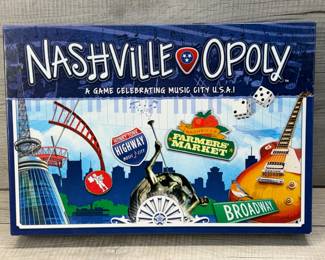 NASHVILLE OPOLY
A GAME CELEBRATING MUSIC CITY U.S.A!
HIGHWAY
FARMERS'
MARKET
BROADWAY